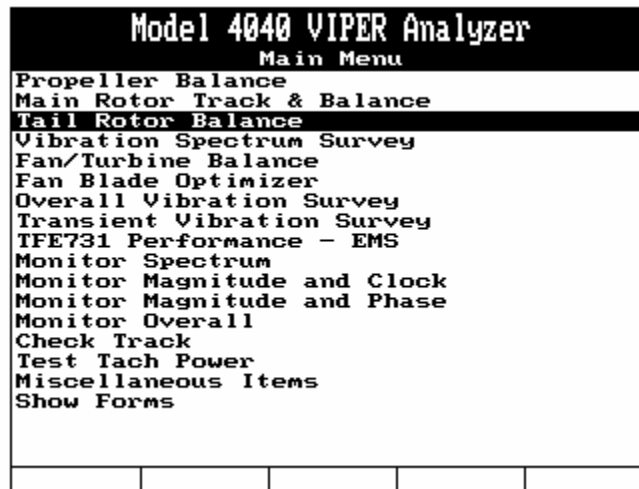 Model 4040 VIPER Analyzer
Main Menu
Propeller Balance
Main Rotor Track & Balance
Tail Rotor Balance
Vibration Spectrum Survey
Fan/Turbine Balance
Fan Blade Optimizer
Overall Vibration Survey
Transient Vibration Survey
TFE731 Performance - EMS
Monitor Spectrum
Monitor Magnitude and Clock
Monitor Magnitude and Phase
Monitor Overall
Check Track
Test Tach Power
Miscellaneous Items
Show Forms